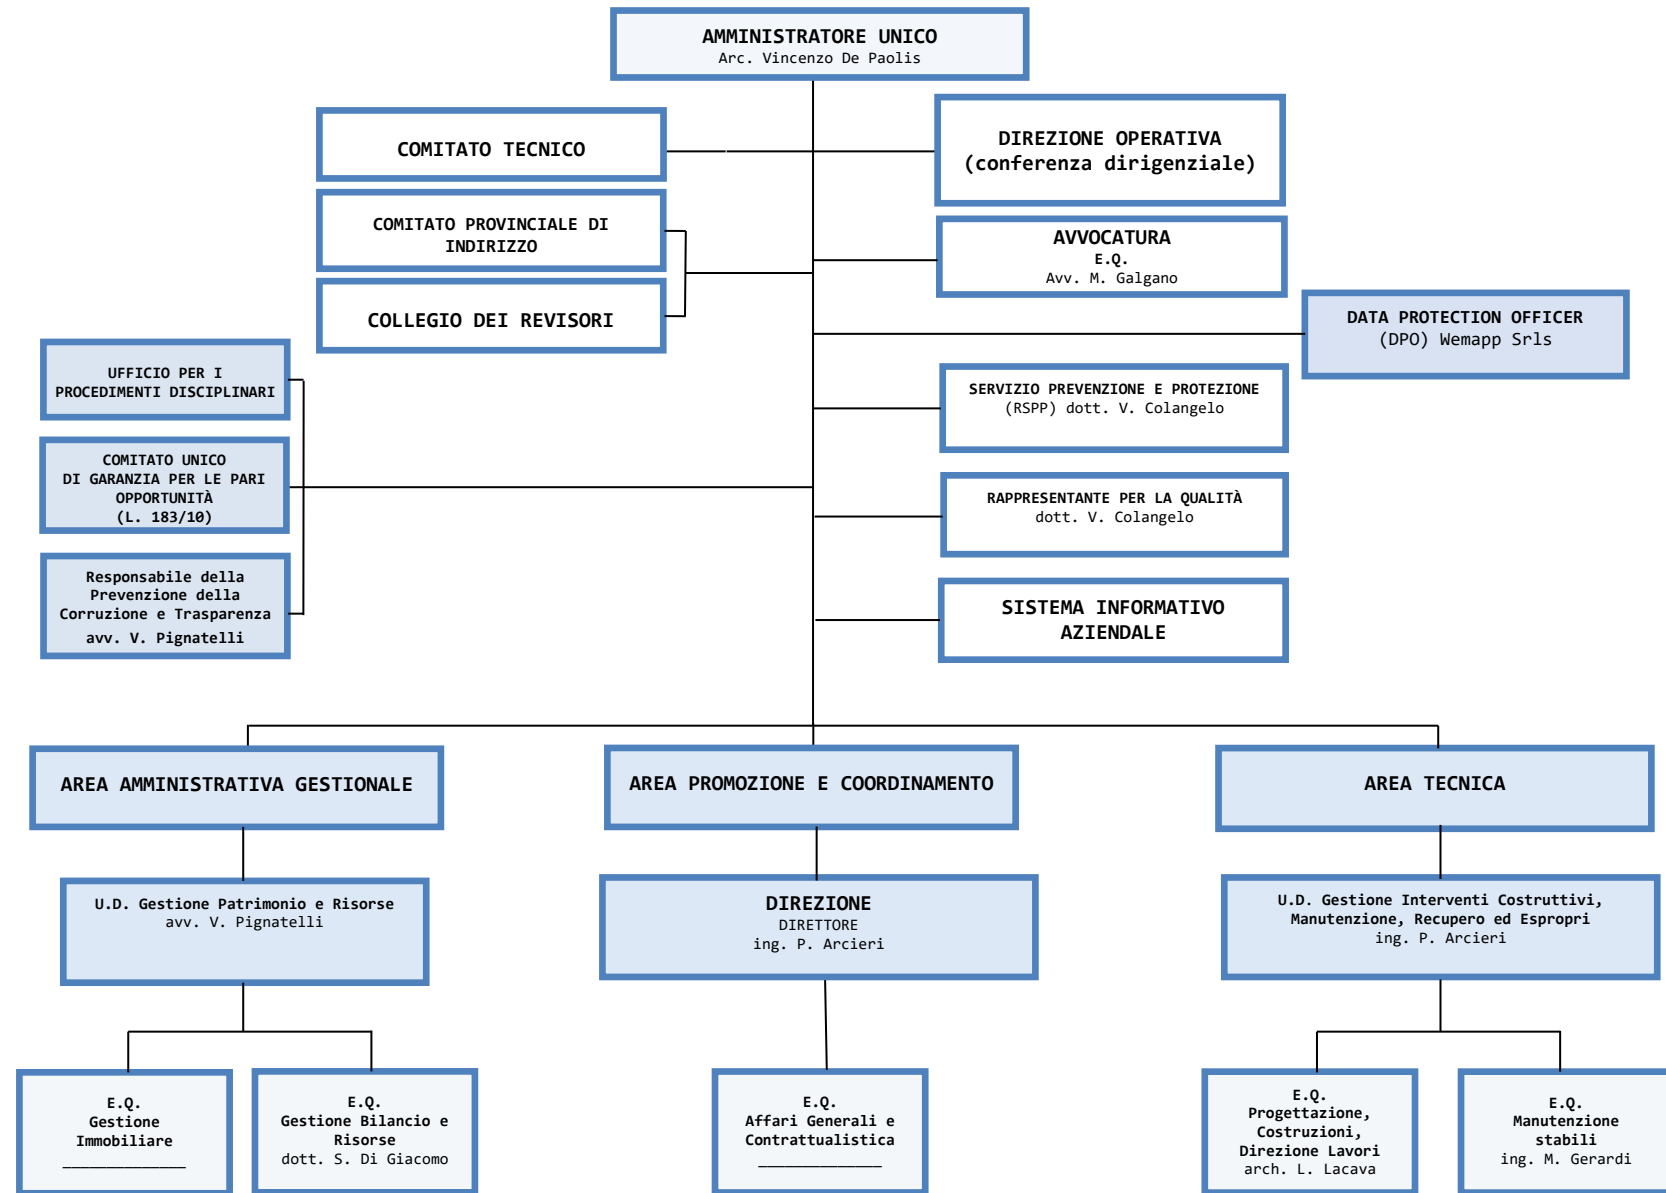 AMMINISTRATORE UNICO
Arc. Vincenzo De Paolis
COMITATO TECNICO
DIREZIONE OPERATIVA
(conferenza dirigenziale)
COMITATO PROVINCIALE DI
INDIRIZZO
AVVOCATURA
E.Q.
Avv. M. Galgano
COLLEGIO DEI REVISORI
DATA PROTECTION OFFICER
(DPO) Wemapp Srls
UFFICIO PER I
PROCEDIMENTI DISCIPLINARI
SERVIZIO PREVENZIONE E PROTEZIONE
(RSPP) dott. V. Colangelo
COMITATO UNICO
DI GARANZIA PER LE PARI
OPPORTUNITÀ
(L. 183/10)
RAPPRESENTANTE PER LA QUALITÀ
dott. V. Colangelo
Responsabile della
Prevenzione della
Corruzione e Trasparenza
avv. V. Pignatelli
SISTEMA INFORMATIVO
AZIENDALE
AREA AMMINISTRATIVA GESTIONALE
AREA PROMOZIONE E COORDINAMENTO
AREA TECNICA
U.D. Gestione Patrimonio e Risorse
avv. V. Pignatelli
DIREZIONE
DIRETTORE
ing. P. Arcieri
U.D. Gestione Interventi Costruttivi,
Manutenzione, Recupero ed Espropri
ing. P. Arcieri
E.Q.
Gestione
Immobiliare
______________
E.Q.
Gestione Bilancio e
Risorse
dott. S. Di Giacomo
E.Q.
Affari Generali e
Contrattualistica
______________
E.Q.
Progettazione,
Costruzioni,
Direzione Lavori
arch. L. Lacava
E.Q.
Manutenzione
stabili
ing. M. Gerardi